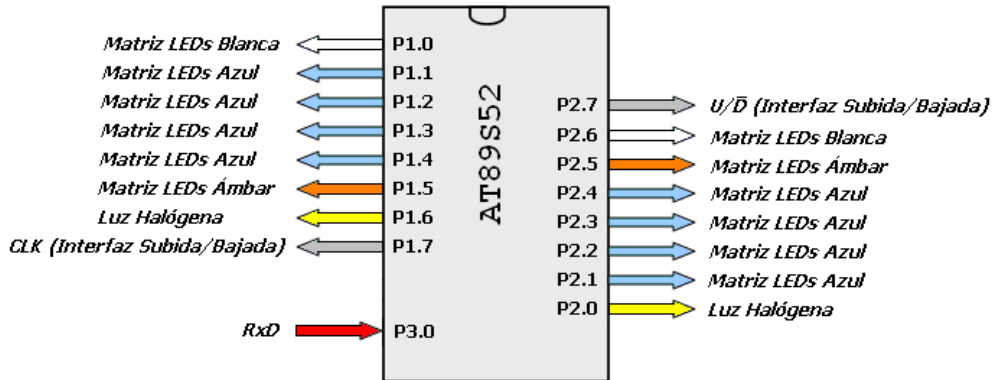 Matriz LEDs Blanca P1.0
Matriz LEDs Azul P1.1
Matriz LEDs Azul P1.2
Matriz LEDs Azul P1.3
Matriz LEDs Azul P1.4
Matriz LEDs Ámbar P1.5
Luz Halógena P1.6
CLK (Interfaz Subida/Bajada) P1.7
RxD P3.0
AT89S52
P2.7 U/D̅ (Interfaz Subida/Bajada)
P2.6 Matriz LEDs Blanca
P2.5 Matriz LEDs Ámbar
P2.4 Matriz LEDs Azul
P2.3 Matriz LEDs Azul
P2.2 Matriz LEDs Azul
P2.1 Matriz LEDs Azul
P2.0 Luz Halógena